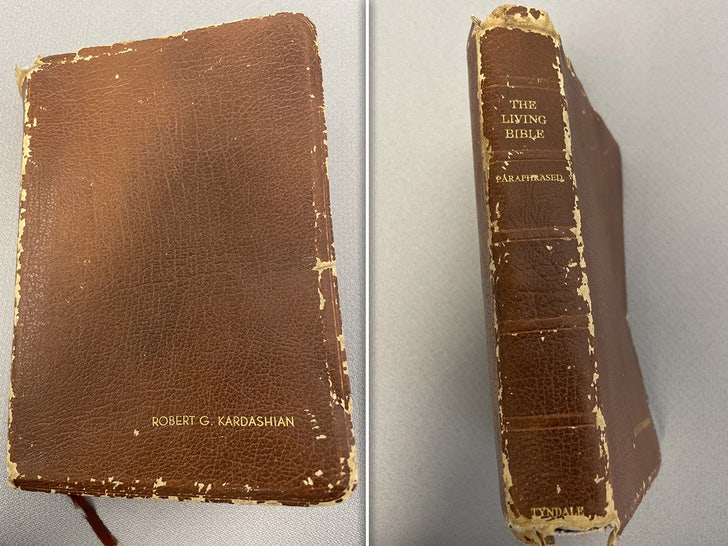 ROBERT G. KARDASHIAN
THE
LIVING
BIBLE
PARAPHRASED
TYNDALE